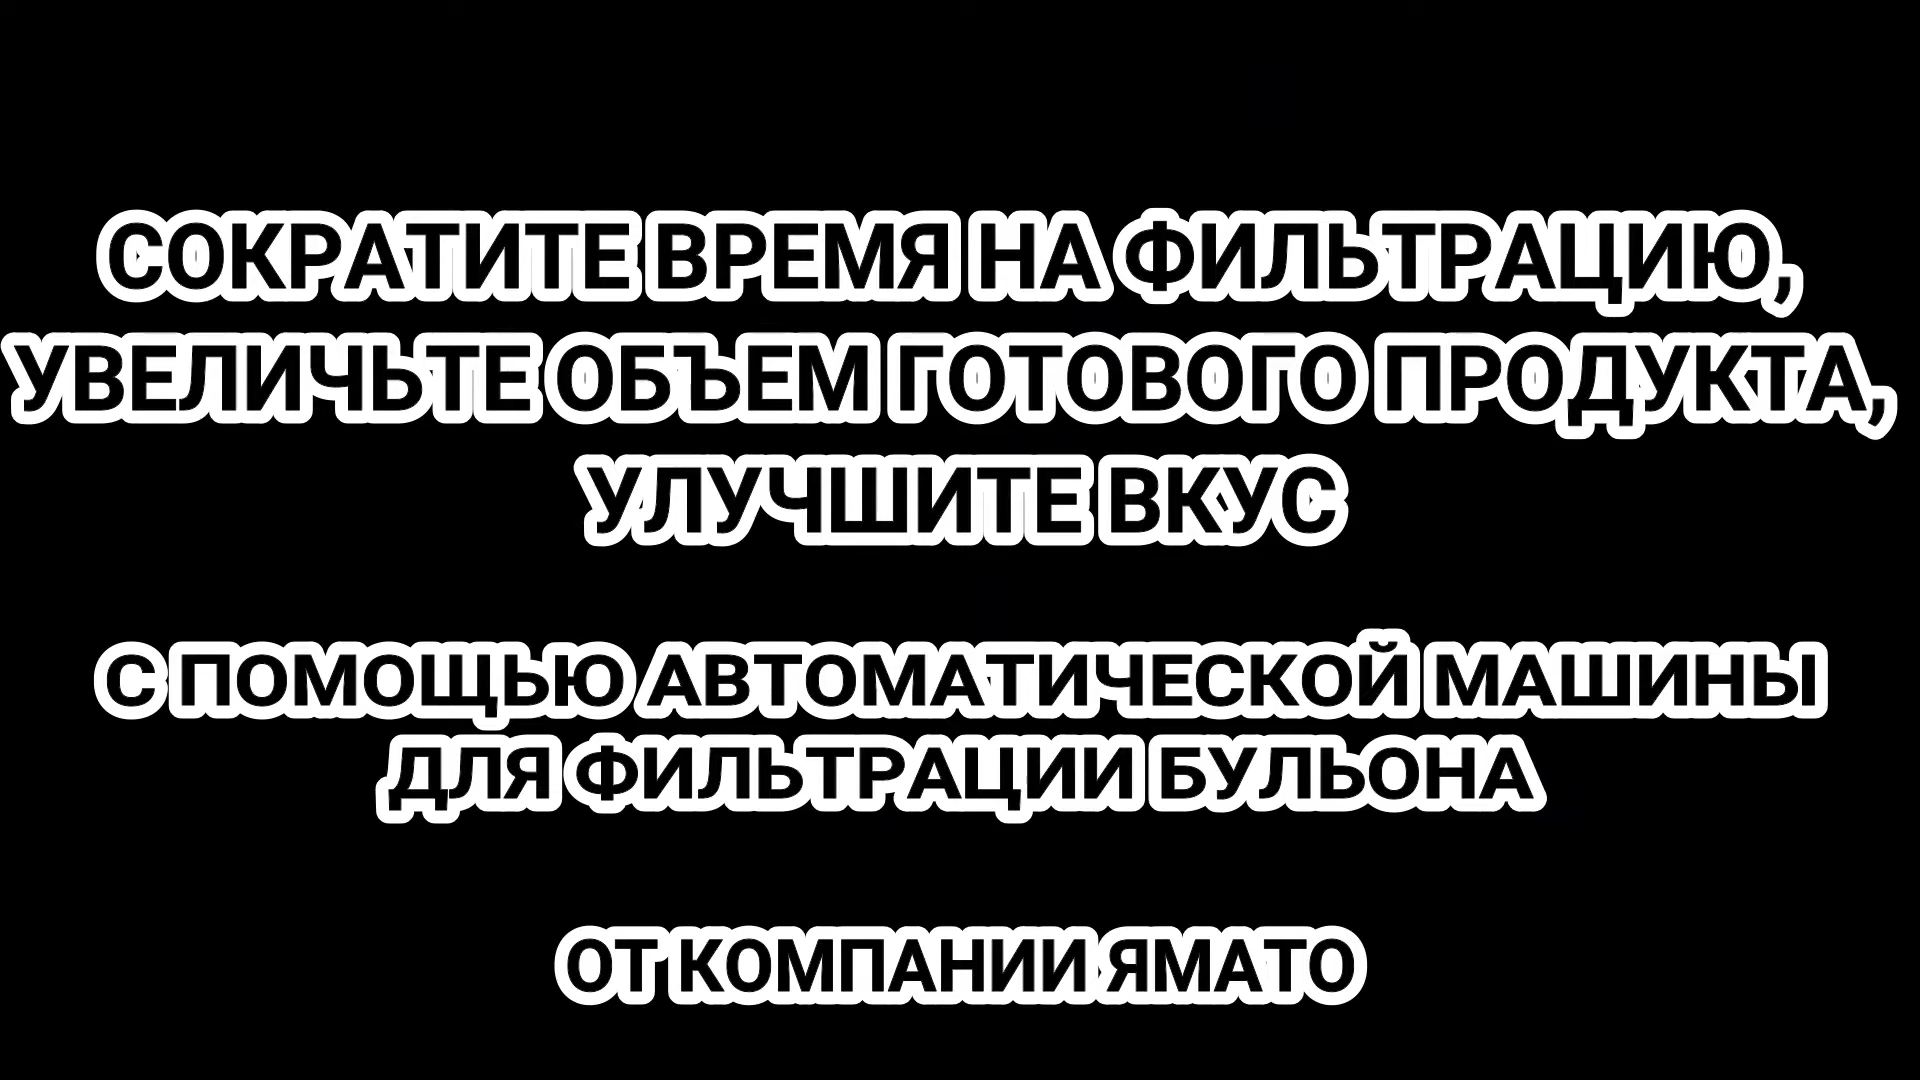 СОКРАТИТЕ ВРЕМЯ НА ФИЛЬТРАЦИЮ,
УВЕЛИЧЬТЕ ОБЪЕМ ГОТОВОГО ПРОДУКТА,
УЛУЧШИТЕ ВКУС
С ПОМОЩЬЮ АВТОМАТИЧЕСКОЙ МАШИНЫ
ДЛЯ ФИЛЬТРАЦИИ БУЛЬОНА
ОТ КОМПАНИИ ЯМАТО